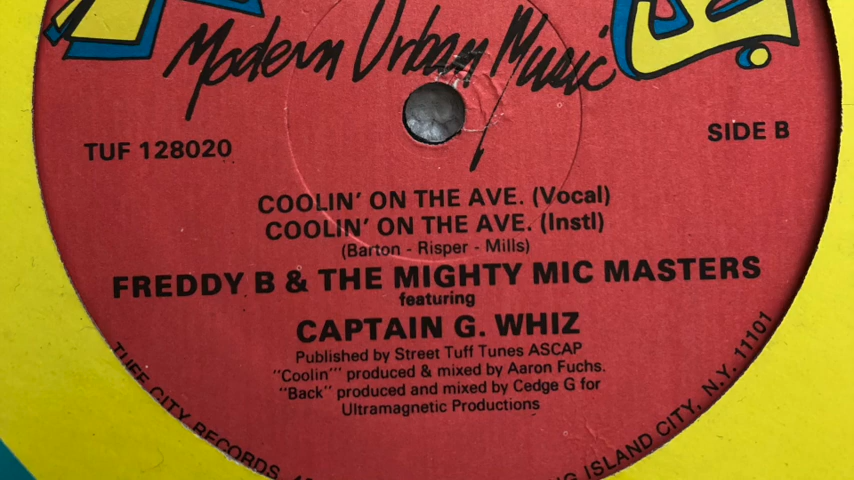 Modern Urban Music
TUF 128020
SIDE B
COOLIN' ON THE AVE. (Vocal)
COOLIN' ON THE AVE. (Instl)
(Barton - Risper - Mills)
FREDDY B & THE MIGHTY MIC MASTERS
featuring
CAPTAIN G. WHIZ
Published by Street Tuff Tunes ASCAP
"Coolin'" produced & mixed by Aaron Fuchs.
"Back" produced and mixed by Cedge G for
Ultramagnetic Productions
TUFF CITY RECORDS, ISLAND CITY, N.Y. 11101